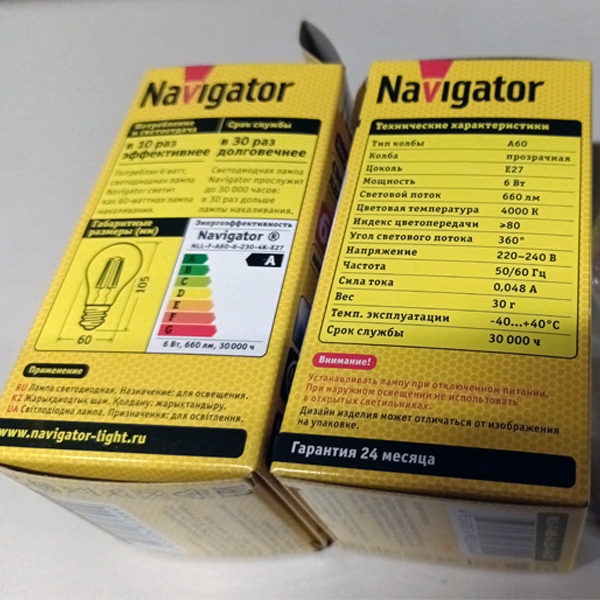 Navigator
Потребление и светоотдача
в 10 раз
эффективнее
Потребляя 6 ватт,
светодиодная лампа
Navigator светит
как 60-ваттная лампа
накаливания.
Срок службы
в 30 раз
долговечнее
Светодиодная лампа
Navigator прослужит
до 30 000 часов:
в 30 раз дольше
лампы накаливания.
Габаритные
размеры (мм)
105
60
Энергоэффективность
Navigator ®
NLL-F-A60-6-230-4K-E27
A
A
B
C
D
E
F
G
6 Вт, 660 лм, 30000 ч
Применение
RU Лампа светодиодная. Назначение: для освещения.
KZ Жарықдиодтық шам. Қолдану: жарықтандыру.
UA Світлодіодна лампа. Призначення: для освітлення.
www.navigator-light.ru
Navigator
Технические характеристики
Тип колбы A60
Колба прозрачная
Цоколь E27
Мощность 6 Вт
Световой поток 660 лм
Цветовая температура 4000 К
Индекс цветопередачи ≥80
Угол светового потока 360°
Напряжение 220–240 В
Частота 50/60 Гц
Сила тока 0,048 А
Вес 30 г
Темп. эксплуатации -40...+40°C
Срок службы 30 000 ч
Внимание!
Устанавливать лампу при отключенном питании.
При наружном освещении не использовать
в открытых светильниках.
Дизайн изделия может отличаться от изображения
на упаковке.
Гарантия 24 месяца